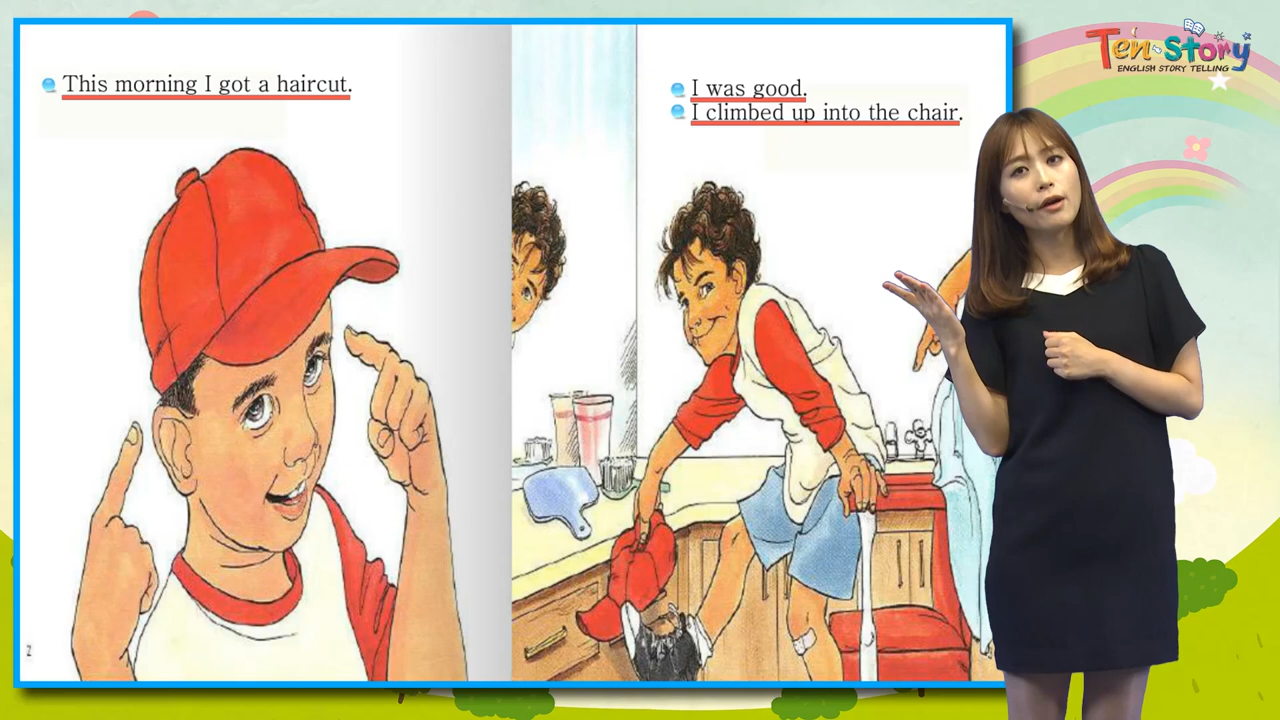 This morning I got a haircut.
I was good.
I climbed up into the chair.
2
Ten Story
ENGLISH STORY TELLING